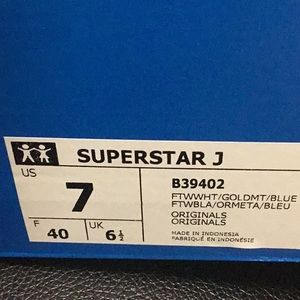 SUPERSTAR J
US
7
F
40
UK
6½
B39402
FTWWHT/GOLDMT/BLUE
FTWBLA/ORMETA/BLEU
ORIGINALS
ORIGINALS
MADE IN INDONESIA
FABRIQUÉ EN INDONÉSIE